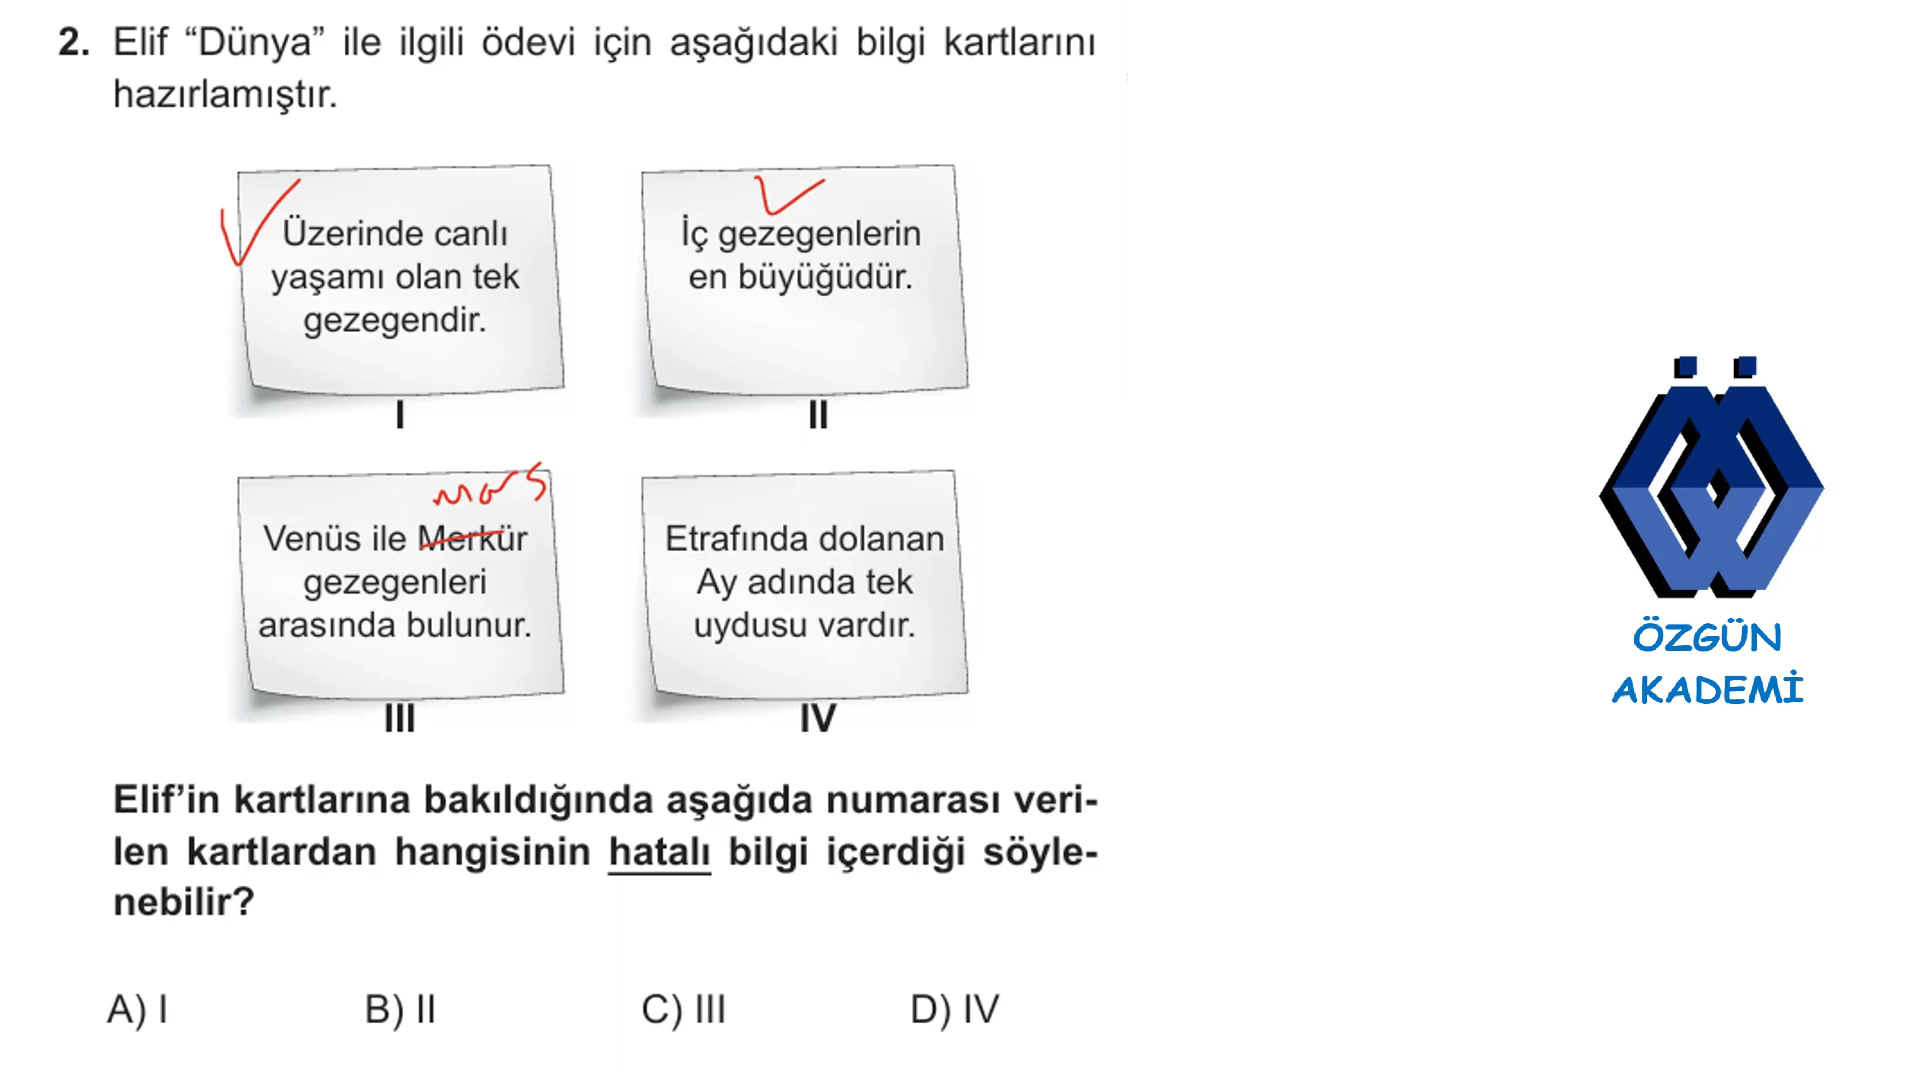 2. Elif “Dünya” ile ilgili ödevi için aşağıdaki bilgi kartlarını
hazırlamıştır.
Üzerinde canlı
yaşamı olan tek
gezegendir.
I
İç gezegenlerin
en büyüğüdür.
II
mars
Venüs ile Merkür
gezegenleri
arasında bulunur.
III
Etrafında dolanan
Ay adında tek
uydusu vardır.
IV
Elif’in kartlarına bakıldığında aşağıda numarası veri-
len kartlardan hangisinin hatalı bilgi içerdiği söyle-
nebilir?
A) I B) II C) III D) IV
ÖZGÜN
AKADEMİ